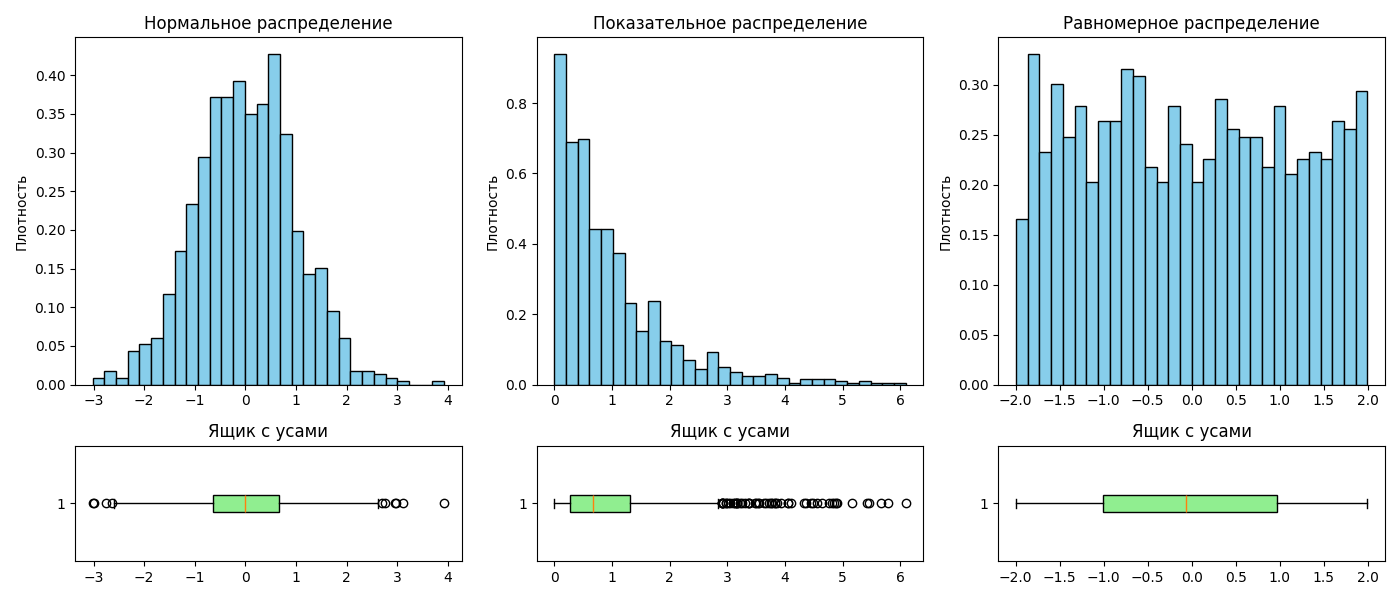 Нормальное распределение
Показательное распределение
Равномерное распределение
Плотность
0.40
0.35
0.30
0.25
0.20
0.15
0.10
0.05
0.00
−3 −2 −1 0 1 2 3 4
Плотность
0.8
0.6
0.4
0.2
0.0
0 1 2 3 4 5 6
Плотность
0.30
0.25
0.20
0.15
0.10
0.05
0.00
−2.0 −1.5 −1.0 −0.5 0.0 0.5 1.0 1.5 2.0
Ящик с усами
Ящик с усами
Ящик с усами
1
−3 −2 −1 0 1 2 3 4
1
0 1 2 3 4 5 6
1
−2.0 −1.5 −1.0 −0.5 0.0 0.5 1.0 1.5 2.0